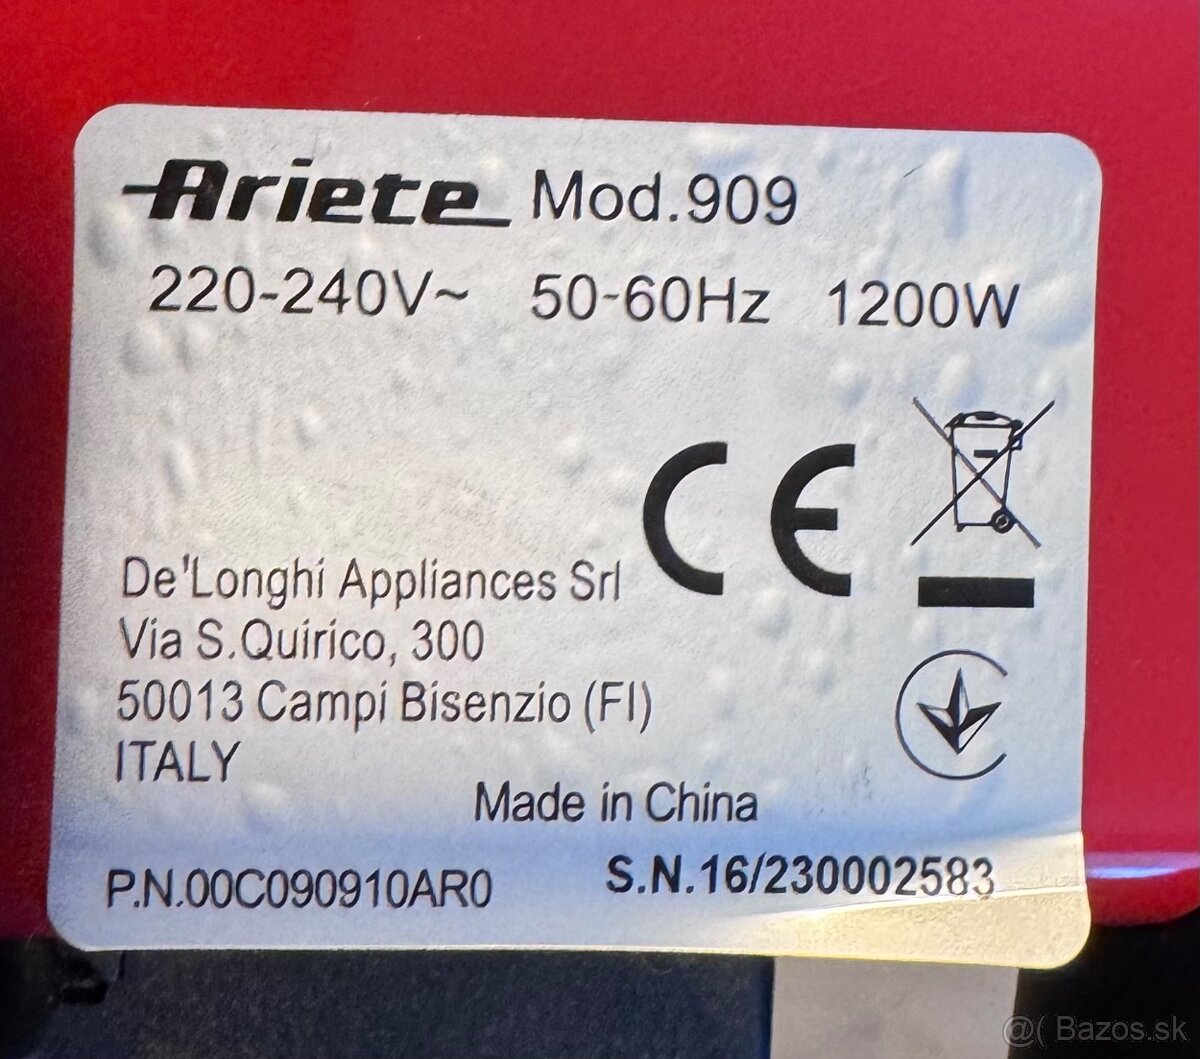 Ariete Mod.909
220-240V~ 50-60Hz 1200W
CE
De'Longhi Appliances Srl
Via S.Quirico, 300
50013 Campi Bisenzio (FI)
ITALY
Made in China
P.N.00C090910AR0 S.N.16/230002583
@( Bazos.sk